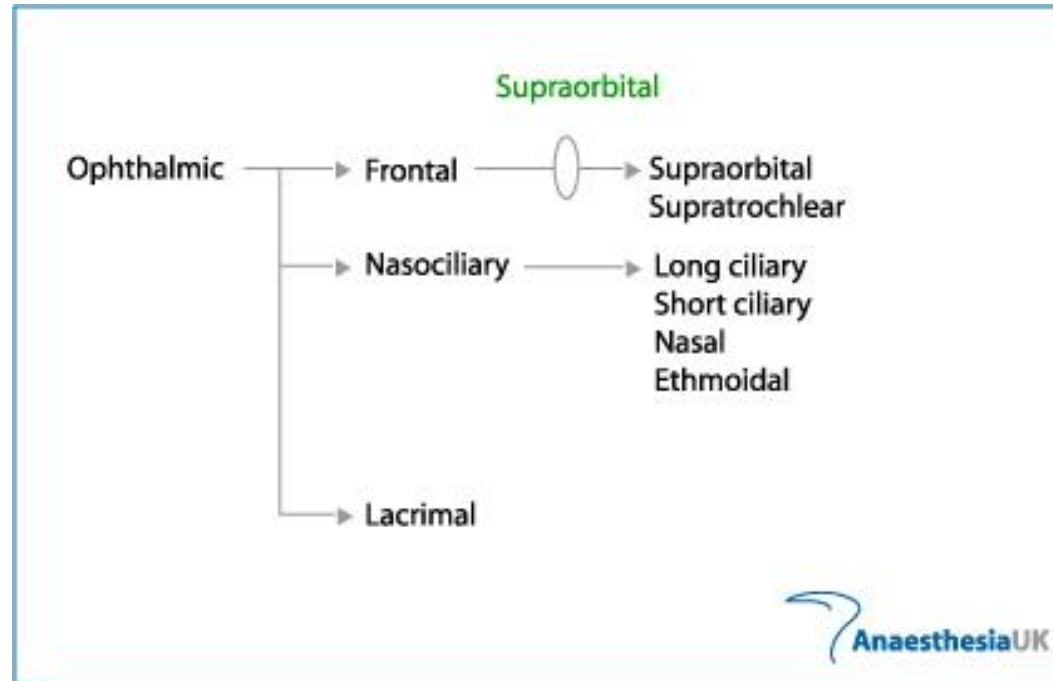 Supraorbital
Ophthalmic Frontal Supraorbital
Supratrochlear
Nasociliary Long ciliary
Short ciliary
Nasal
Ethmoidal
Lacrimal
AnaesthesiaUK